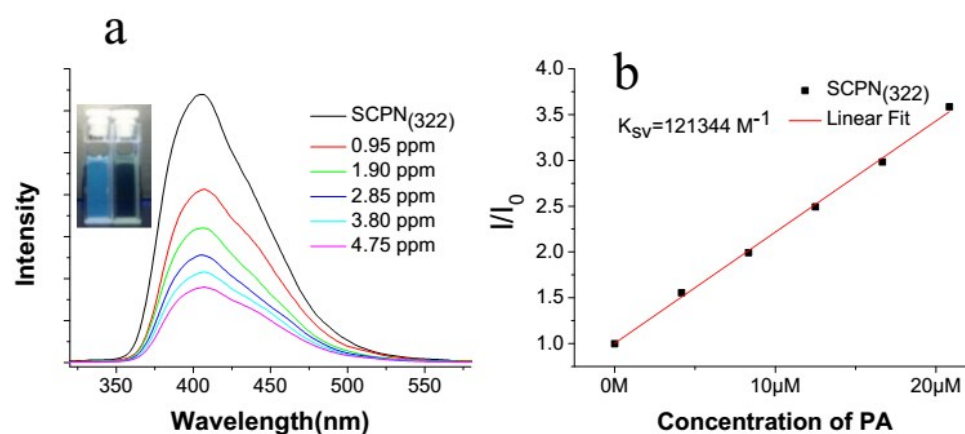 a
Intensity
SCPN(322)
0.95 ppm
1.90 ppm
2.85 ppm
3.80 ppm
4.75 ppm
350 400 450 500 550
Wavelength(nm)
b
I/I0
4.0
3.5
3.0
2.5
2.0
1.5
1.0
SCPN(322)
Linear Fit
KSV=121344 M-1
0M 10µM 20µM
Concentration of PA